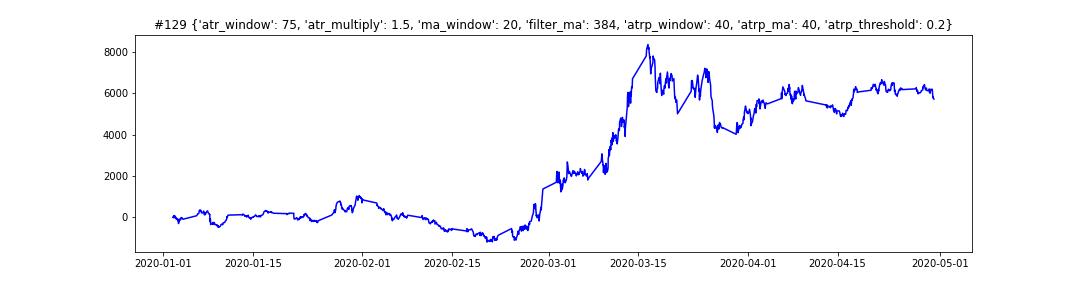 #129 {'atr_window': 75, 'atr_multiply': 1.5, 'ma_window': 20, 'filter_ma': 384, 'atrp_window': 40, 'atrp_ma': 40, 'atrp_threshold': 0.2}
8000
6000
4000
2000
0
2020-01-01 2020-01-15 2020-02-01 2020-02-15 2020-03-01 2020-03-15 2020-04-01 2020-04-15 2020-05-01